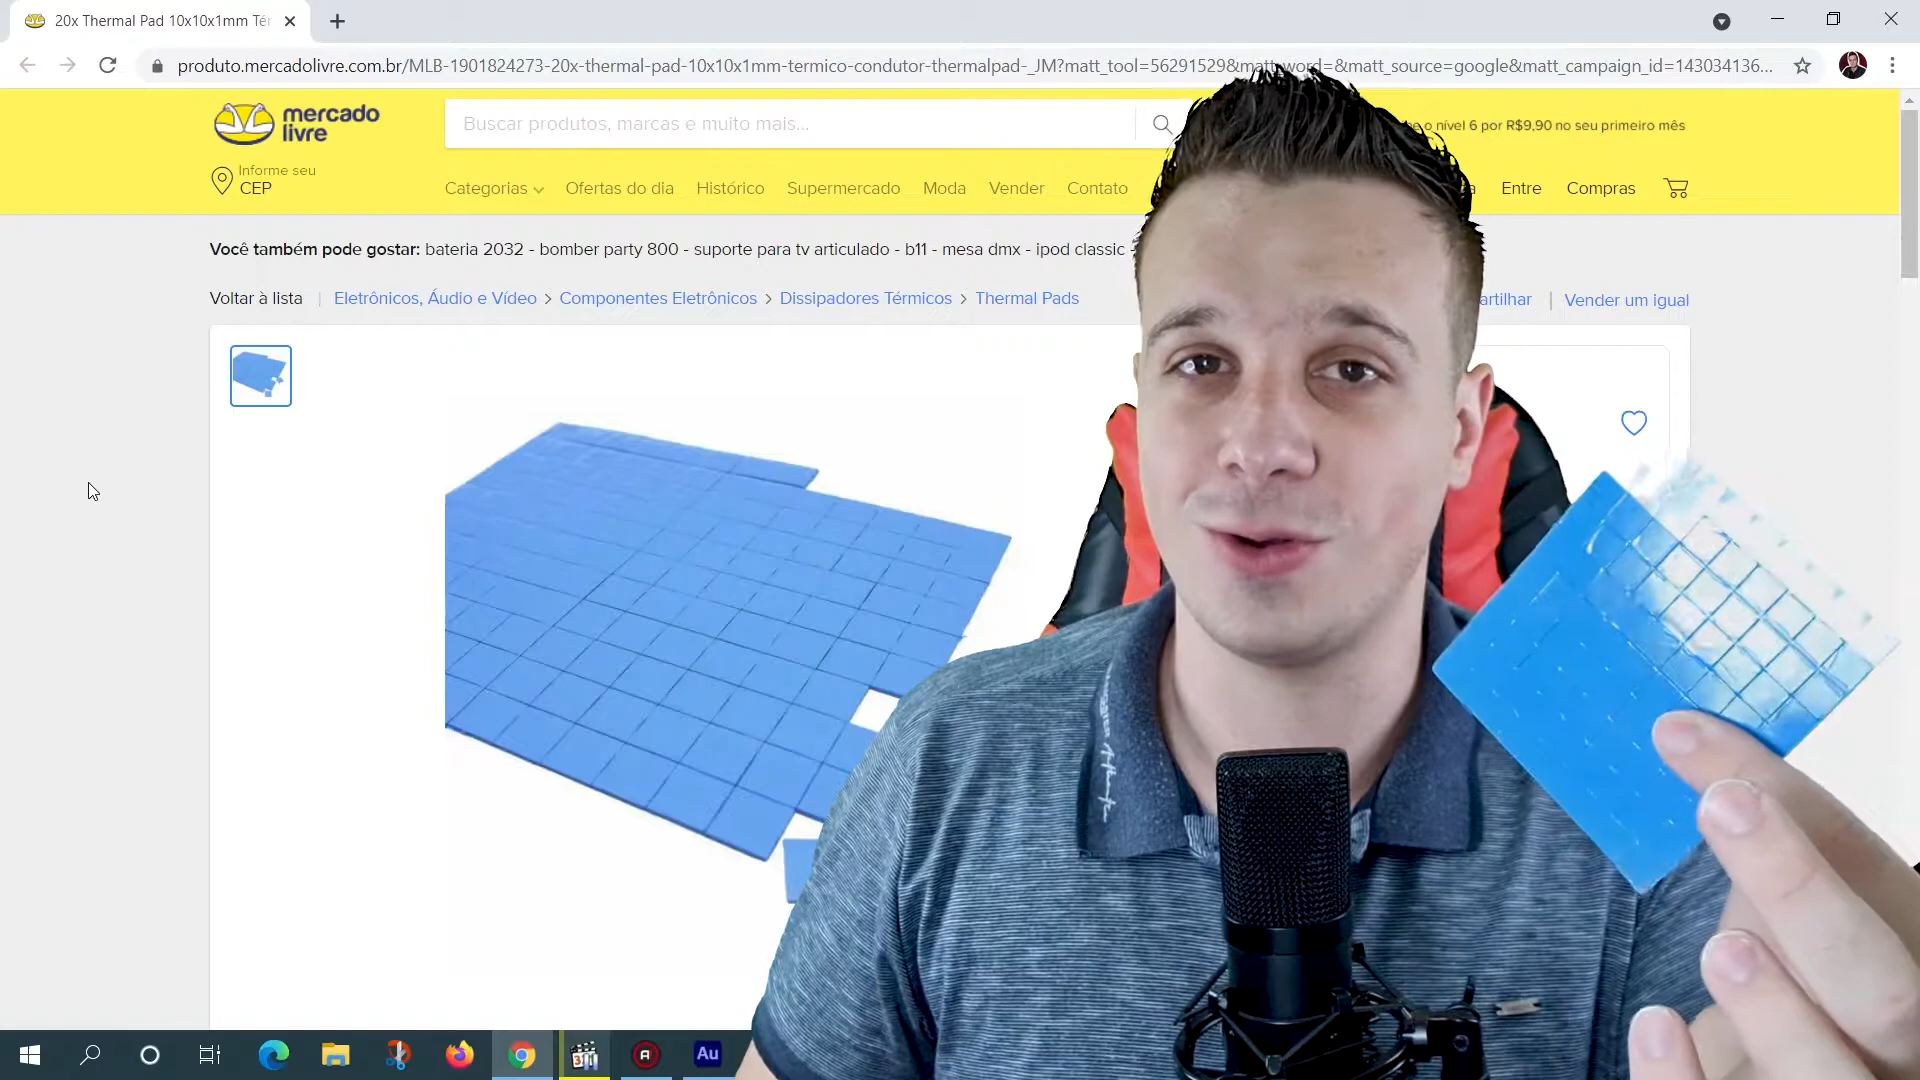 20x Thermal Pad 10x10x1mm Tér
produto.mercadolivre.com.br/MLB-1901824273-20x-thermal-pad-10x10x1mm-termico-condutor-thermalpad-_JM?matt_tool=56291529&matt_word=&matt_source=google&matt_campaign_id=143034136...
mercado
livre
Buscar produtos, marcas e muito mais...
o nível 6 por R$9,90 no seu primeiro mês
Informe seu
CEP
Categorias Ofertas do dia Histórico Supermercado Moda Vender Contato Entre Compras
Você também pode gostar: bateria 2032 - bomber party 800 - suporte para tv articulado - b11 - mesa dmx - ipod classic -
Voltar à lista | Eletrônicos, Áudio e Vídeo > Componentes Eletrônicos > Dissipadores Térmicos > Thermal Pads artilhar | Vender um igual
Au